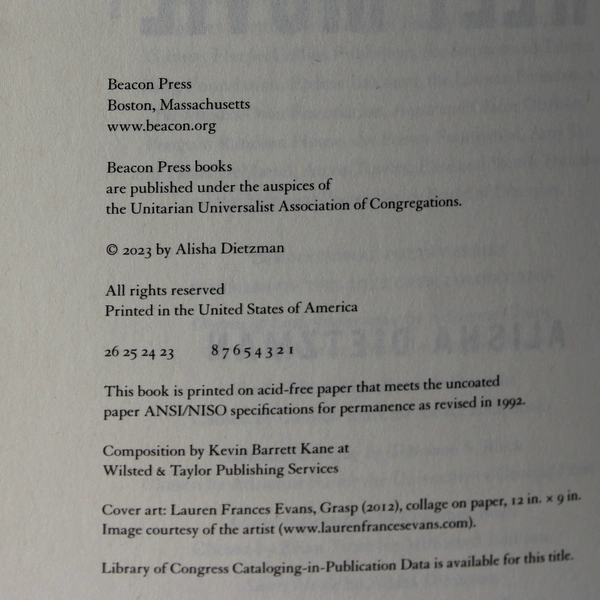 Beacon Press
Boston, Massachusetts
www.beacon.org
Beacon Press books
are published under the auspices of
the Unitarian Universalist Association of Congregations.
© 2023 by Alisha Dietzman
All rights reserved
Printed in the United States of America
26 25 24 23 8 7 6 5 4 3 2 1
This book is printed on acid-free paper that meets the uncoated
paper ANSI/NISO specifications for permanence as revised in 1992.
Composition by Kevin Barrett Kane at
Wilsted & Taylor Publishing Services
Cover art: Lauren Frances Evans, Grasp (2012), collage on paper, 12 in. × 9 in.
Image courtesy of the artist (www.laurenfrancesevans.com).
Library of Congress Cataloging-in-Publication Data is available for this title.